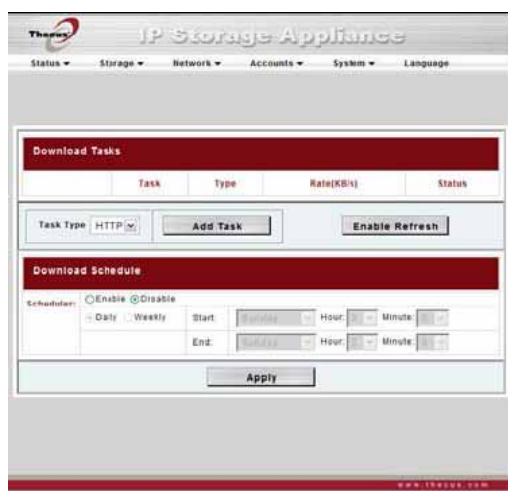 Thecus
IP Storage Appliance
Status Storage Network Accounts System Language
Download Tasks
Task Type Rate(KB/s) Status
Task Type HTTP Add Task Enable Refresh
Download Schedule
Scheduler: Enable Disable
Daily Weekly Start: Sunday Hour: Minute:
End: Sunday Hour: Minute:
Apply
www.thecus.com